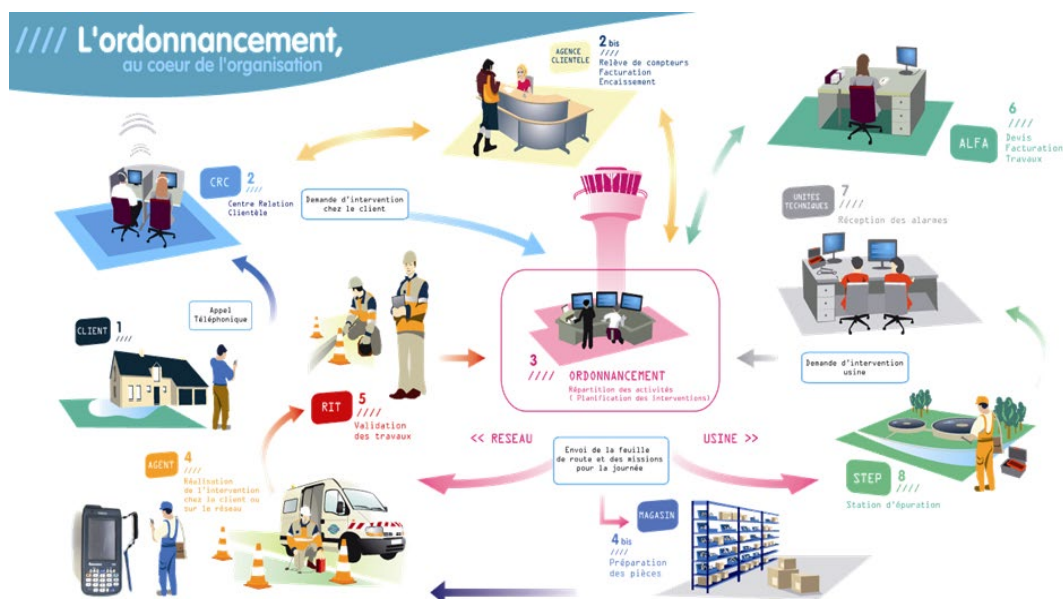 //// L'ordonnancement,
au coeur de l'organisation
AGENCE
CLIENTELE
2 bis
////
Relève de compteurs
Facturation
Encaissement
6
////
ALFA
Devis
Facturation
Travaux
CRC
2
////
Centre Relation
Clientèle
Demande d'intervention
chez le client
UNITES
TECHNIQUES
7
////
Réception des alarmes
Appel
Téléphonique
CLIENT
1
////
3
////
ORDONNANCEMENT
Répartition des activités
( Planification des interventions)
Demande d'intervention
usine
RIT
5
////
Validation
des travaux
<< RESEAU
USINE >>
Envoi de la feuille
de route et des missions
pour la journée
AGENT
4
////
Réalisation
de l'intervention
chez le client ou
sur le réseau
STEP
8
////
Station d'épuration
MAGASIN
4 bis
////
Préparation
des pièces